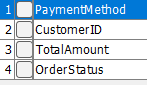 1 PaymentMethod
2 CustomerID
3 TotalAmount
4 OrderStatus